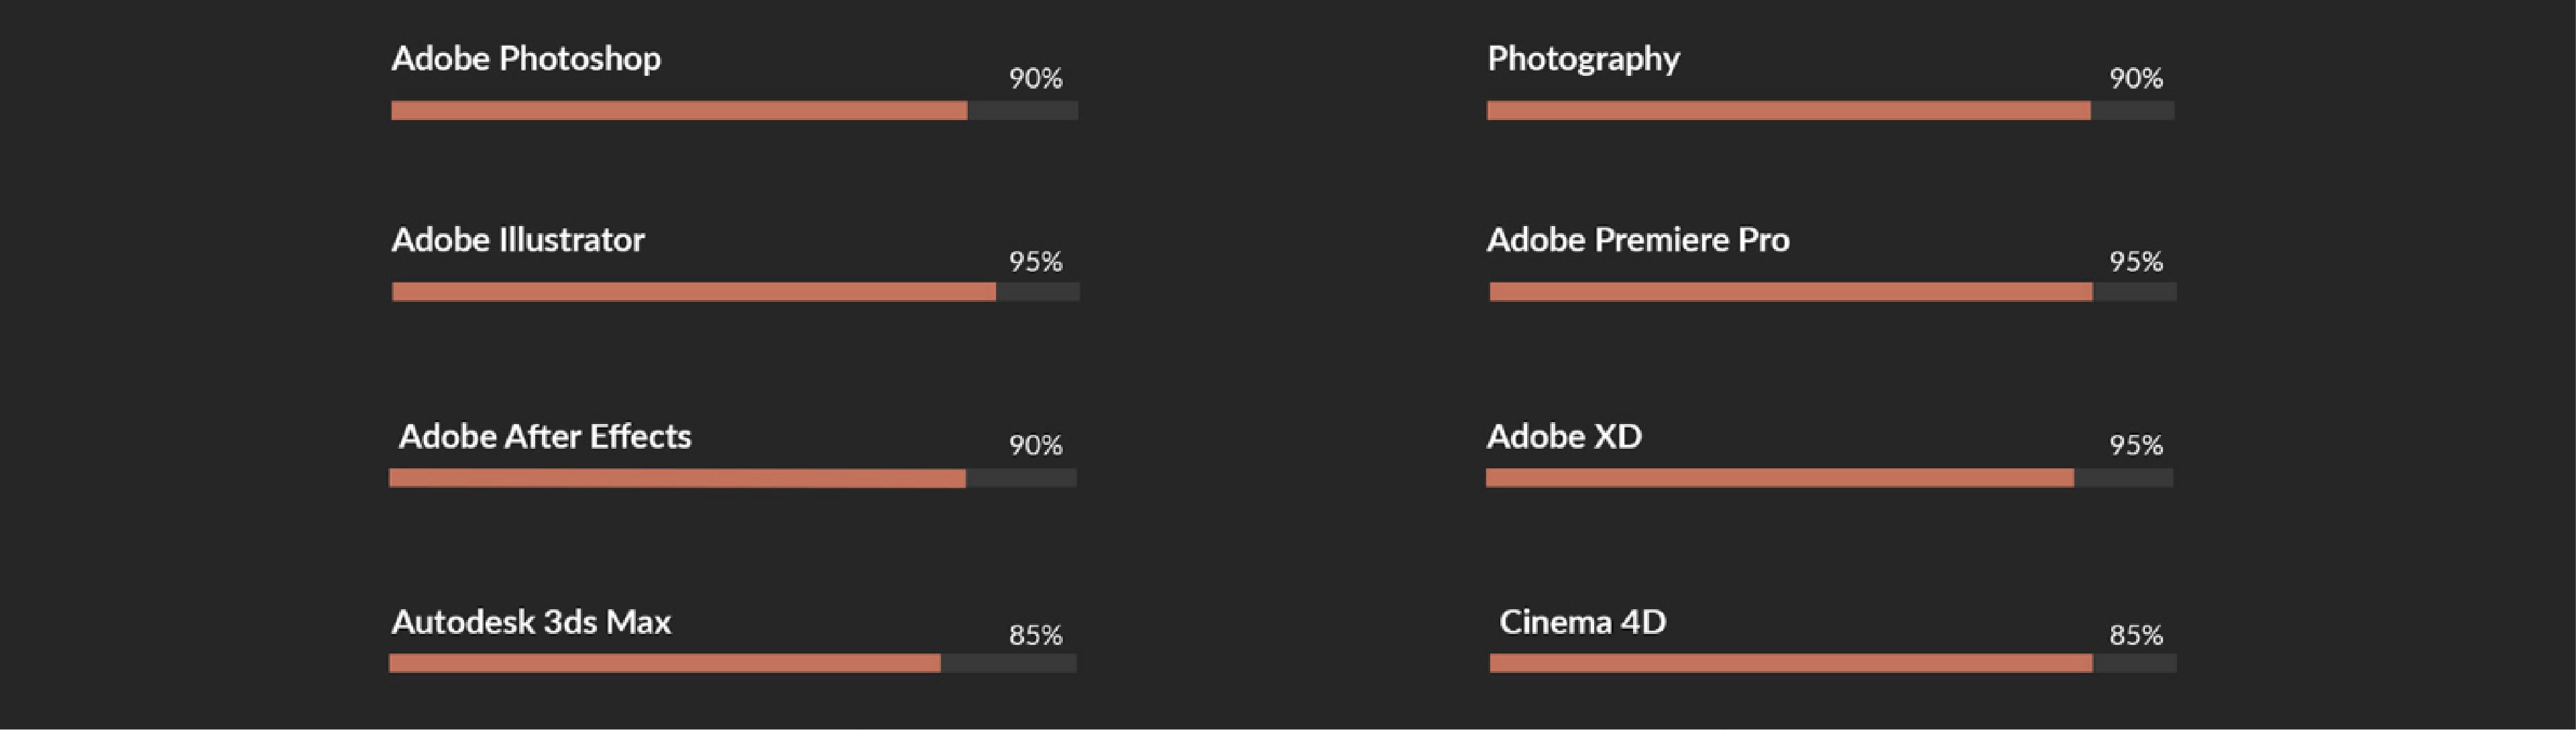 Adobe Photoshop
90%
Photography
90%
Adobe Illustrator
95%
Adobe Premiere Pro
95%
Adobe After Effects
90%
Adobe XD
95%
Autodesk 3ds Max
85%
Cinema 4D
85%